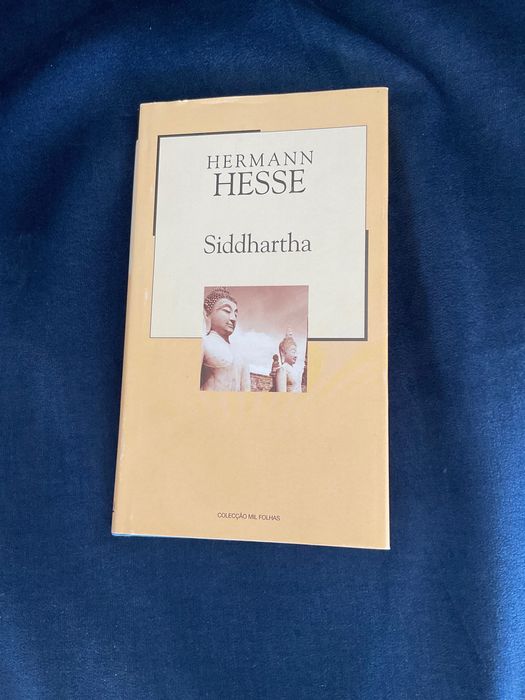 HERMANN
HESSE
Siddhartha
COLECÇÃO MIL FOLHAS